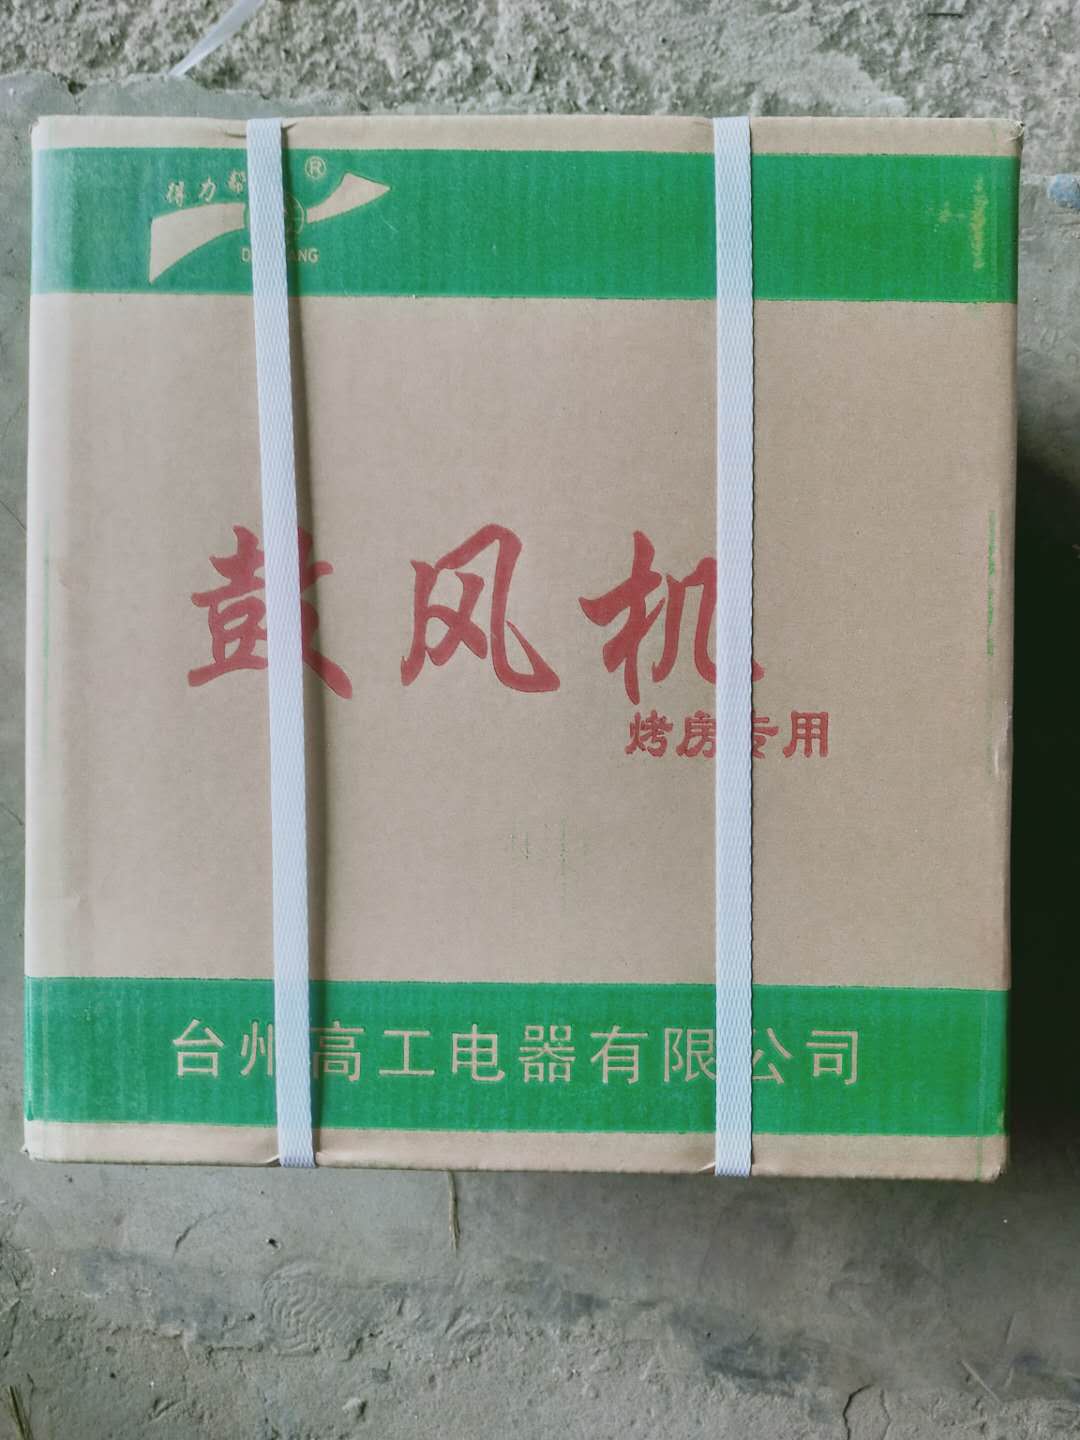 得力帮
®
鼓风机
烤房专用
台州高工电器有限公司